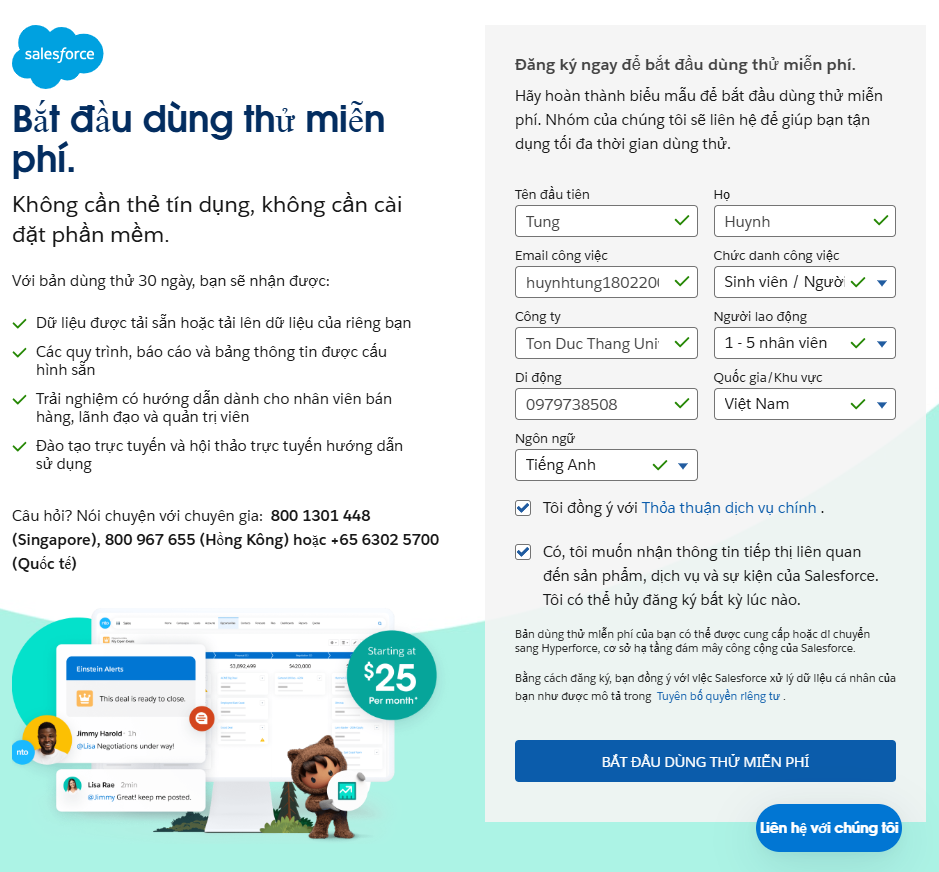 salesforce
Bắt đầu dùng thử miễn
phí.
Không cần thẻ tín dụng, không cần cài
đặt phần mềm.
Với bản dùng thử 30 ngày, bạn sẽ nhận được:
Dữ liệu được tải sẵn hoặc tải lên dữ liệu của riêng bạn
Các quy trình, báo cáo và bảng thông tin được cấu
hình sẵn
Trải nghiệm có hướng dẫn dành cho nhân viên bán
hàng, lãnh đạo và quản trị viên
Đào tạo trực tuyến và hội thảo trực tuyến hướng dẫn
sử dụng
Câu hỏi? Nói chuyện với chuyên gia: 800 1301 448
(Singapore), 800 967 655 (Hồng Kông) hoặc +65 6302 5700
(Quốc tế)
Einstein Alerts
This deal is ready to close.
Jimmy Harold · 1h
@Lisa Negotiations under way!
nto
Lisa Rae 2min
@Jimmy Great! keep me posted.
Starting at
$25
Per month*
Đăng ký ngay để bắt đầu dùng thử miễn phí.
Hãy hoàn thành biểu mẫu để bắt đầu dùng thử miễn
phí. Nhóm của chúng tôi sẽ liên hệ để giúp bạn tận
dụng tối đa thời gian dùng thử.
Tên đầu tiên Họ
Tung Huynh
Email công việc Chức danh công việc
huynhtung1802200 Sinh viên / Người
Công ty Người lao động
Ton Duc Thang Uni 1 - 5 nhân viên
Di động Quốc gia/Khu vực
0979738508 Việt Nam
Ngôn ngữ
Tiếng Anh
Tôi đồng ý với Thỏa thuận dịch vụ chính .
Có, tôi muốn nhận thông tin tiếp thị liên quan
đến sản phẩm, dịch vụ và sự kiện của Salesforce.
Tôi có thể hủy đăng ký bất kỳ lúc nào.
Bản dùng thử miễn phí của bạn có thể được cung cấp hoặc di chuyển
sang Hyperforce, cơ sở hạ tầng đám mây công cộng của Salesforce.
Bằng cách đăng ký, bạn đồng ý với việc Salesforce xử lý dữ liệu cá nhân của
bạn như được mô tả trong Tuyên bố quyền riêng tư .
BẮT ĐẦU DÙNG THỬ MIỄN PHÍ
Liên hệ với chúng tôi